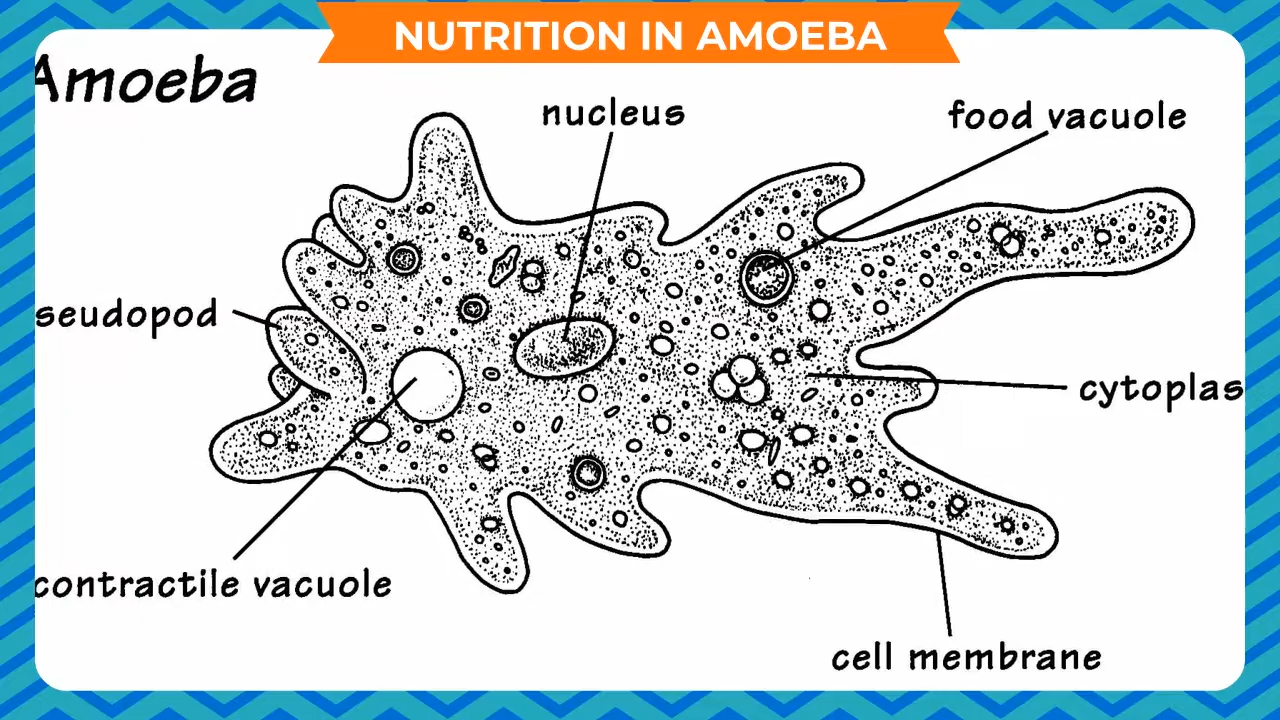 NUTRITION IN AMOEBA
Amoeba
nucleus
food vacuole
seudopod
cytoplas
contractile vacuole
cell membrane